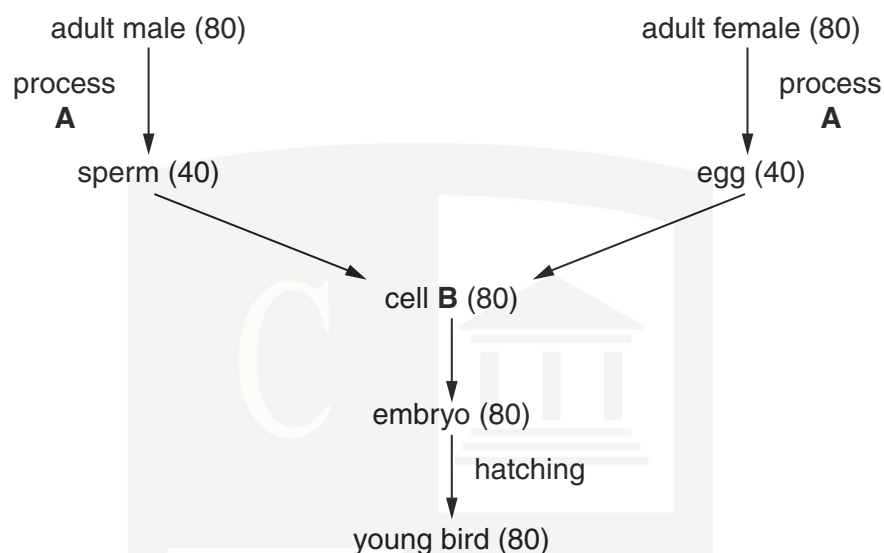 adult male (80)
adult female (80)
process
A
process
A
sperm (40)
egg (40)
cell B (80)
embryo (80)
hatching
young bird (80)
C